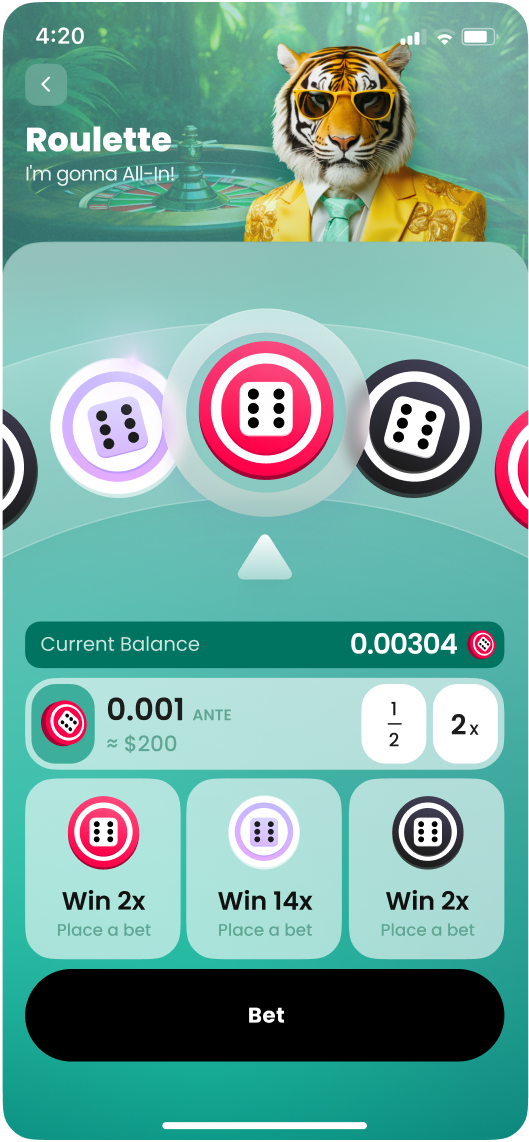 4:20
Roulette
I'm gonna All-In!
Current Balance
0.00304
0.001 ANTE
≈ $200
1
2
2x
Win 2x
Place a bet
Win 14x
Place a bet
Win 2x
Place a bet
Bet